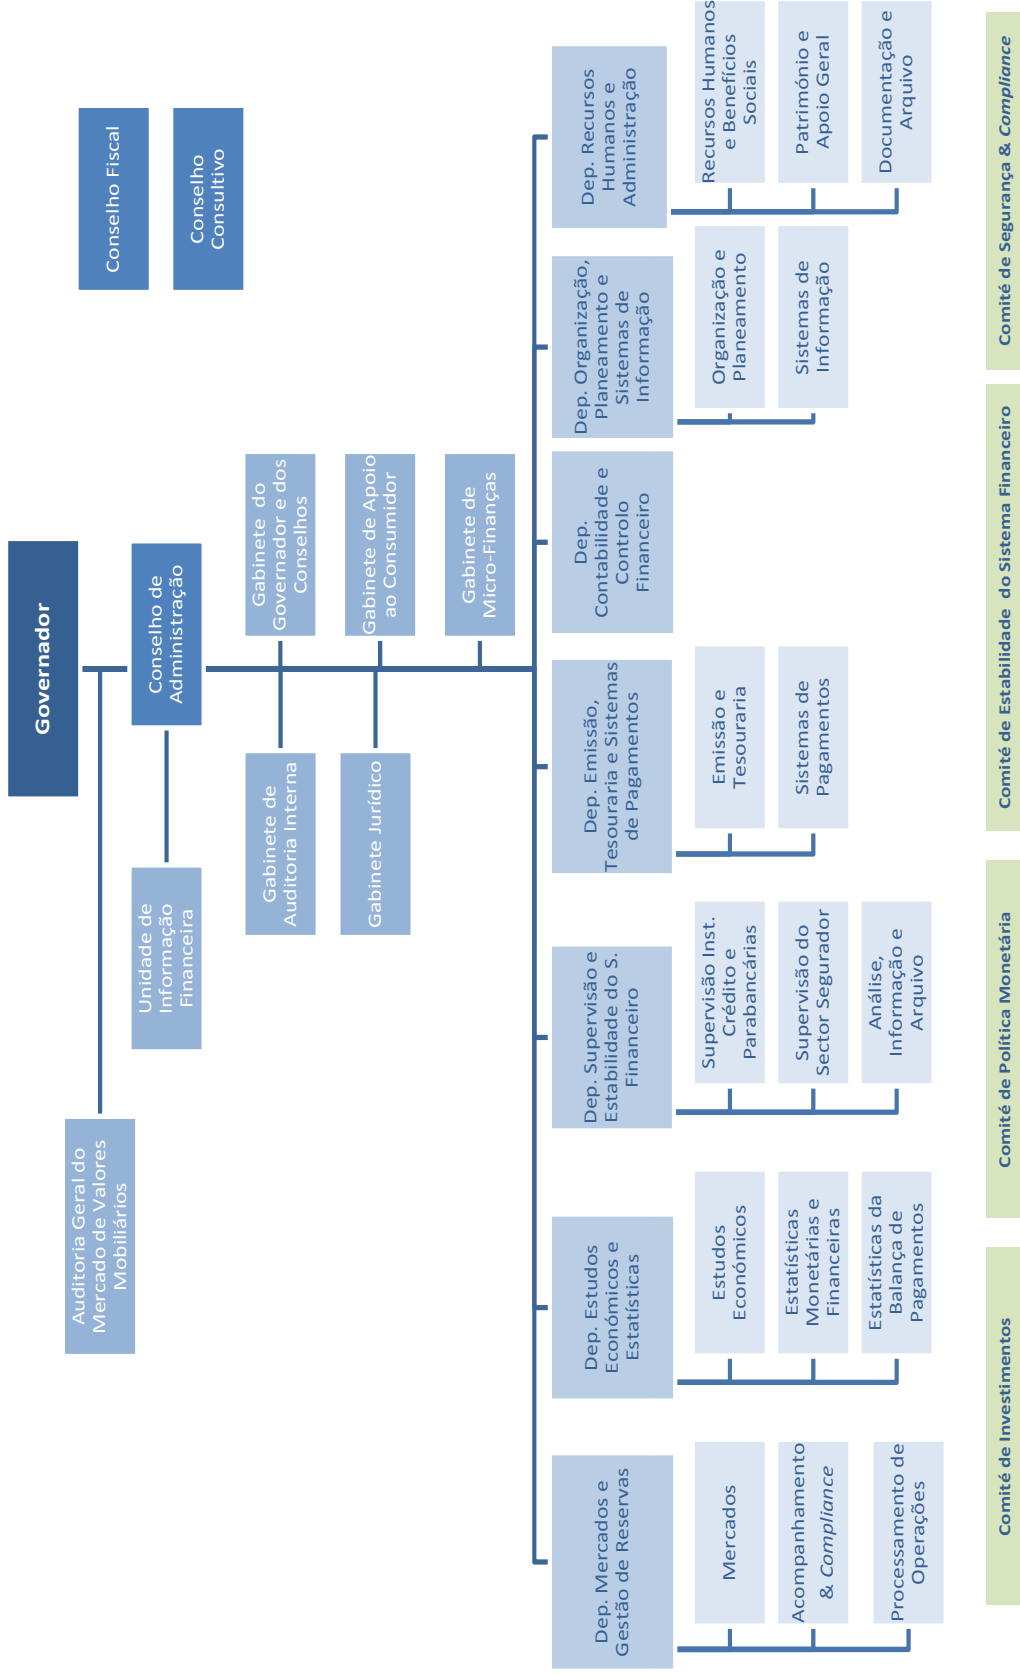 Governador
Conselho Fiscal
Conselho
Consultivo
Auditoria Geral do
Mercado de Valores
Mobiliários
Conselho de
Administração
Unidade de
Informação
Financeira
Gabinete de
Auditoria Interna
Gabinete do
Governador e dos
Conselhos
Gabinete Jurídico
Gabinete de Apoio
ao Consumidor
Gabinete de
Micro-Finanças
Dep. Mercados e
Gestão de Reservas
Dep. Estudos
Económicos e
Estatísticas
Dep. Supervisão e
Estabilidade do S.
Financeiro
Dep. Emissão,
Tesouraria e Sistemas
de Pagamentos
Dep.
Contabilidade e
Controlo
Financeiro
Dep. Organização,
Planeamento e
Sistemas de
Informação
Dep. Recursos
Humanos e
Administração
Mercados
Acompanhamento
& Compliance
Processamento de
Operações
Estudos
Económicos
Estatísticas
Monetárias e
Financeiras
Estatísticas da
Balança de
Pagamentos
Supervisão Inst.
Crédito e
Parabancárias
Supervisão do
Sector Segurador
Análise,
Informação e
Arquivo
Emissão e
Tesouraria
Sistemas de
Pagamentos
Organização e
Planeamento
Sistemas de
Informação
Recursos Humanos
e Benefícios
Sociais
Património e
Apoio Geral
Documentação e
Arquivo
Comité de Investimentos
Comité de Política Monetária
Comité de Estabilidade do Sistema Financeiro
Comité de Segurança & Compliance